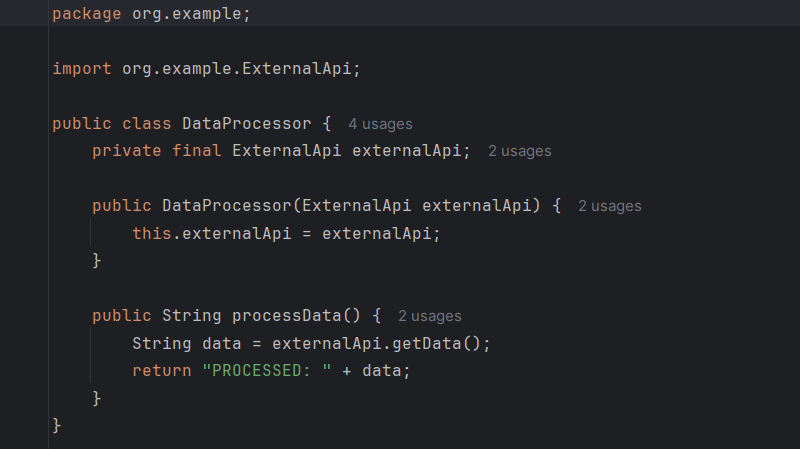 package org.example;
import org.example.ExternalApi;
public class DataProcessor { 4 usages
private final ExternalApi externalApi; 2 usages
public DataProcessor(ExternalApi externalApi) { 2 usages
this.externalApi = externalApi;
}
public String processData() { 2 usages
String data = externalApi.getData();
return "PROCESSED: " + data;
}
}